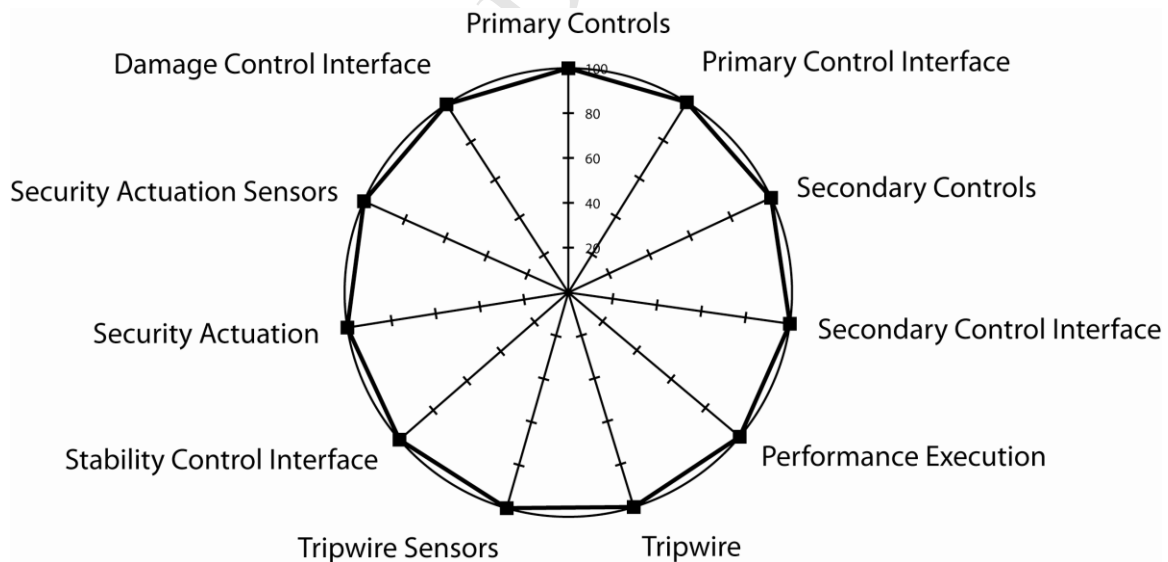 Primary Controls
Damage Control Interface
Primary Control Interface
100
80
60
40
20
Security Actuation Sensors
Secondary Controls
Security Actuation
Secondary Control Interface
Stability Control Interface
Performance Execution
Tripwire Sensors
Tripwire